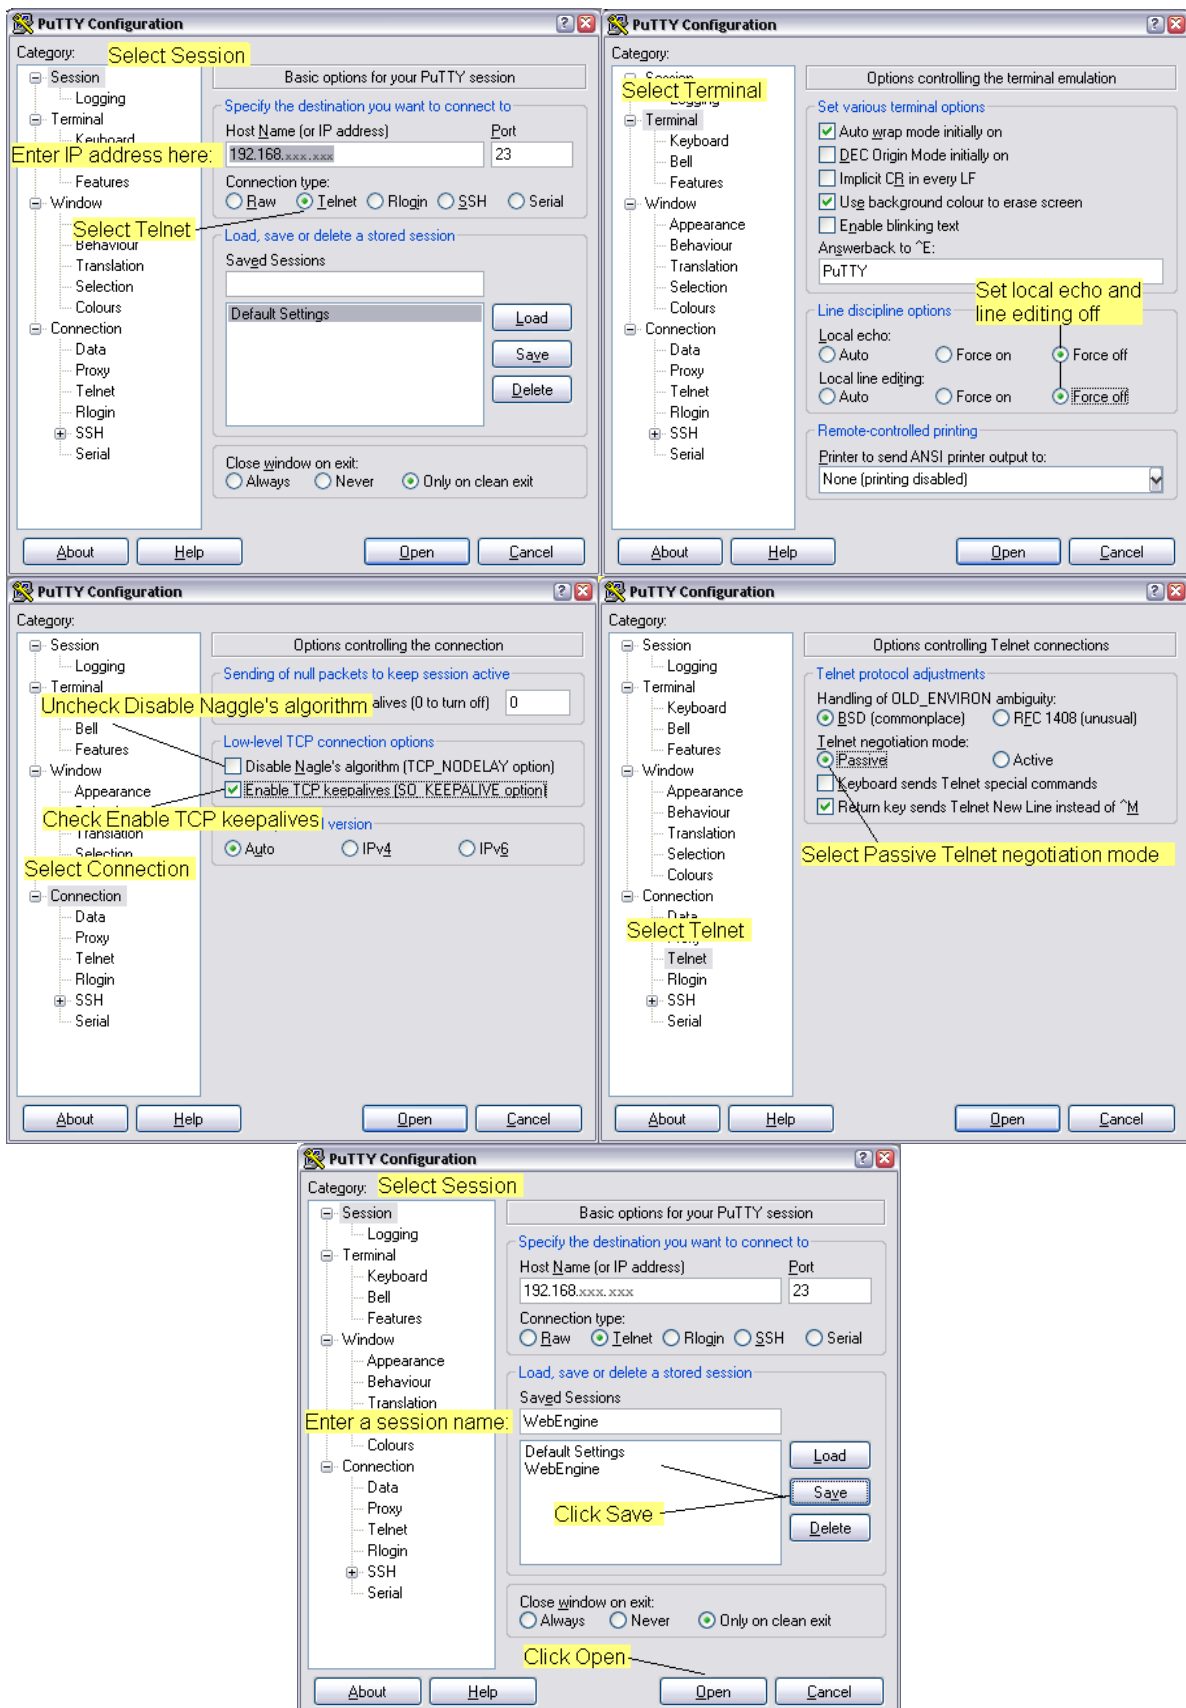 PuTTY Configuration
Category:
Select Session
Session
Logging
Terminal
Keyboard
Enter IP address here:
Features
Window
Select Telnet
Behaviour
Translation
Selection
Colours
Connection
Data
Proxy
Telnet
Rlogin
SSH
Serial
Basic options for your PuTTY session
Specify the destination you want to connect to
Host Name (or IP address) Port
192.168.xxx.xxx 23
Connection type:
Raw Telnet Rlogin SSH Serial
Load, save or delete a stored session
Saved Sessions
Default Settings
Load
Save
Delete
Close window on exit:
Always Never Only on clean exit
About Help Open Cancel
PuTTY Configuration
Category:
Session
Select Terminal
Logging
Terminal
Keyboard
Bell
Features
Window
Appearance
Behaviour
Translation
Selection
Colours
Connection
Data
Proxy
Telnet
Rlogin
SSH
Serial
Options controlling the terminal emulation
Set various terminal options
Auto wrap mode initially on
DEC Origin Mode initially on
Implicit CR in every LF
Use background colour to erase screen
Enable blinking text
Answerback to ^E:
PuTTY
Set local echo and
line editing off
Line discipline options
Local echo:
Auto Force on Force off
Local line editing:
Auto Force on Force off
Remote-controlled printing
Printer to send ANSI printer output to:
None (printing disabled)
About Help Open Cancel
PuTTY Configuration
Category:
Session
Logging
Terminal
Uncheck Disable Naggle's algorithm
Bell
Features
Window
Appearance
Check Enable TCP keepalives
Translation
Selection
Select Connection
Connection
Data
Proxy
Telnet
Rlogin
SSH
Serial
Options controlling the connection
Sending of null packets to keep session active
alives (0 to turn off) 0
Low-level TCP connection options
Disable Nagle's algorithm (TCP_NODELAY option)
Enable TCP keepalives (SO_KEEPALIVE option)
version
Auto IPv4 IPv6
About Help Open Cancel
PuTTY Configuration
Category:
Session
Logging
Terminal
Keyboard
Bell
Features
Window
Appearance
Behaviour
Translation
Selection
Colours
Connection
Data
Select Telnet
Proxy
Telnet
Rlogin
SSH
Serial
Options controlling Telnet connections
Telnet protocol adjustments
Handling of OLD_ENVIRON ambiguity:
BSD (commonplace) RFC 1408 (unusual)
Telnet negotiation mode:
Passive Active
Keyboard sends Telnet special commands
Return key sends Telnet New Line instead of ^M
Select Passive Telnet negotiation mode
About Help Open Cancel
PuTTY Configuration
Category:
Select Session
Session
Logging
Terminal
Keyboard
Bell
Features
Window
Appearance
Behaviour
Translation
Enter a session name:
Colours
Connection
Data
Proxy
Telnet
Rlogin
SSH
Serial
Basic options for your PuTTY session
Specify the destination you want to connect to
Host Name (or IP address) Port
192.168.xxx.xxx 23
Connection type:
Raw Telnet Rlogin SSH Serial
Load, save or delete a stored session
Saved Sessions
WebEngine
Default Settings
WebEngine
Load
Save
Click Save
Delete
Close window on exit:
Always Never Only on clean exit
Click Open
About Help Open Cancel